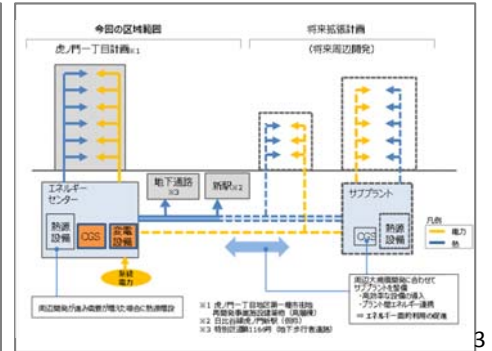 今回の区域範囲
将来拡張計画
虎ノ門一丁目計画※1
(将来周辺開発)
地下通路
※3
新駅※2
エネルギー
センター
サブプラント
熱源
設備
CGS
変電
設備
CGS
熱源
設備
凡例
電力
熱
系統
電力
周辺開発が進み需要が増えた場合に熱源増設
※1 虎ノ門一丁目地区第一種市街地
再開発事業施設建築物(高層棟)
※2 日比谷線虎ノ門新駅(仮称)
※3 特別区道第1156号(地下歩行者通路)
周辺大規模開発に合わせて
サブプラントを整備
・高効率な設備の導入
・プラント間エネルギー連携
⇒ エネルギー面的利用の促進
3